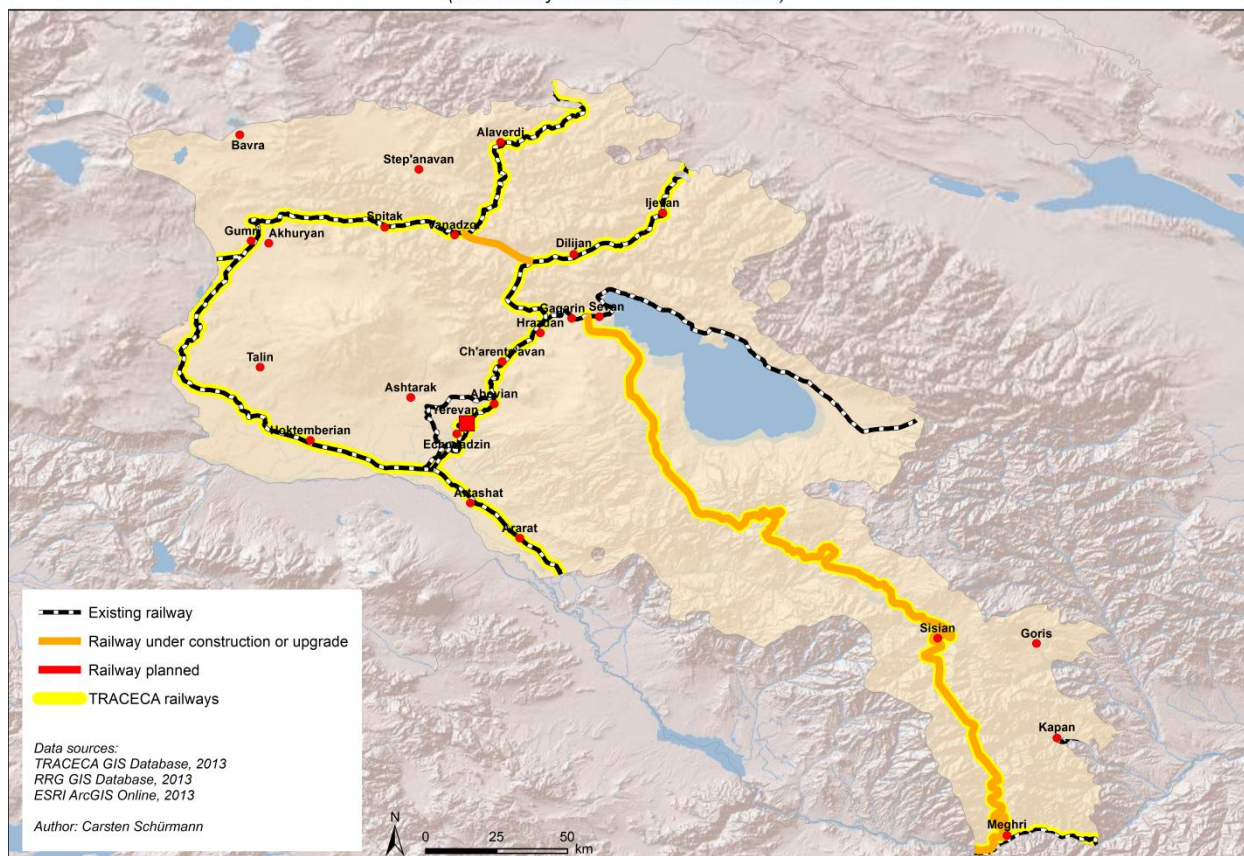 Bavra
Step'anavan
Alaverdi
Ijevan
Gumri
Akhuryan
Spitak
Vanadzor
Dilijan
Gagarin
Sevan
Hrazdan
Ch'arents'avan
Talin
Ashtarak
Abovian
Yerevan
Echmiadzin
Hoktemberian
Artashat
Ararat
Sisian
Goris
Kapan
Meghri
Existing railway
Railway under construction or upgrade
Railway planned
TRACECA railways
Data sources:
TRACECA GIS Database, 2013
RRG GIS Database, 2013
ESRI ArcGIS Online, 2013
Author: Carsten Schürmann
N
0 25 50
km